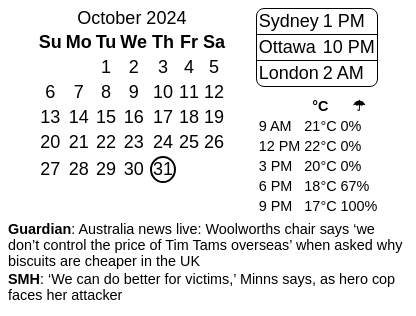 October 2024
Su Mo Tu We Th Fr Sa
1 2 3 4 5
6 7 8 9 10 11 12
13 14 15 16 17 18 19
20 21 22 23 24 25 26
27 28 29 30 31
Sydney 1 PM
Ottawa 10 PM
London 2 AM
°C ☂
9 AM 21°C 0%
12 PM 22°C 0%
3 PM 20°C 0%
6 PM 18°C 67%
9 PM 17°C 100%
Guardian: Australia news live: Woolworths chair says ‘we
don’t control the price of Tim Tams overseas’ when asked why
biscuits are cheaper in the UK
SMH: ‘We can do better for victims,’ Minns says, as hero cop
faces her attacker